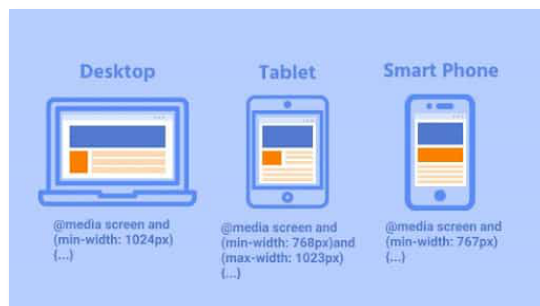 Desktop
@media screen and
(min-width: 1024px)
{...}
Tablet
@media screen and
(min-width: 768px)and
(max-width: 1023px)
{...}
Smart Phone
@media screen and
(min-width: 767px)
{...}